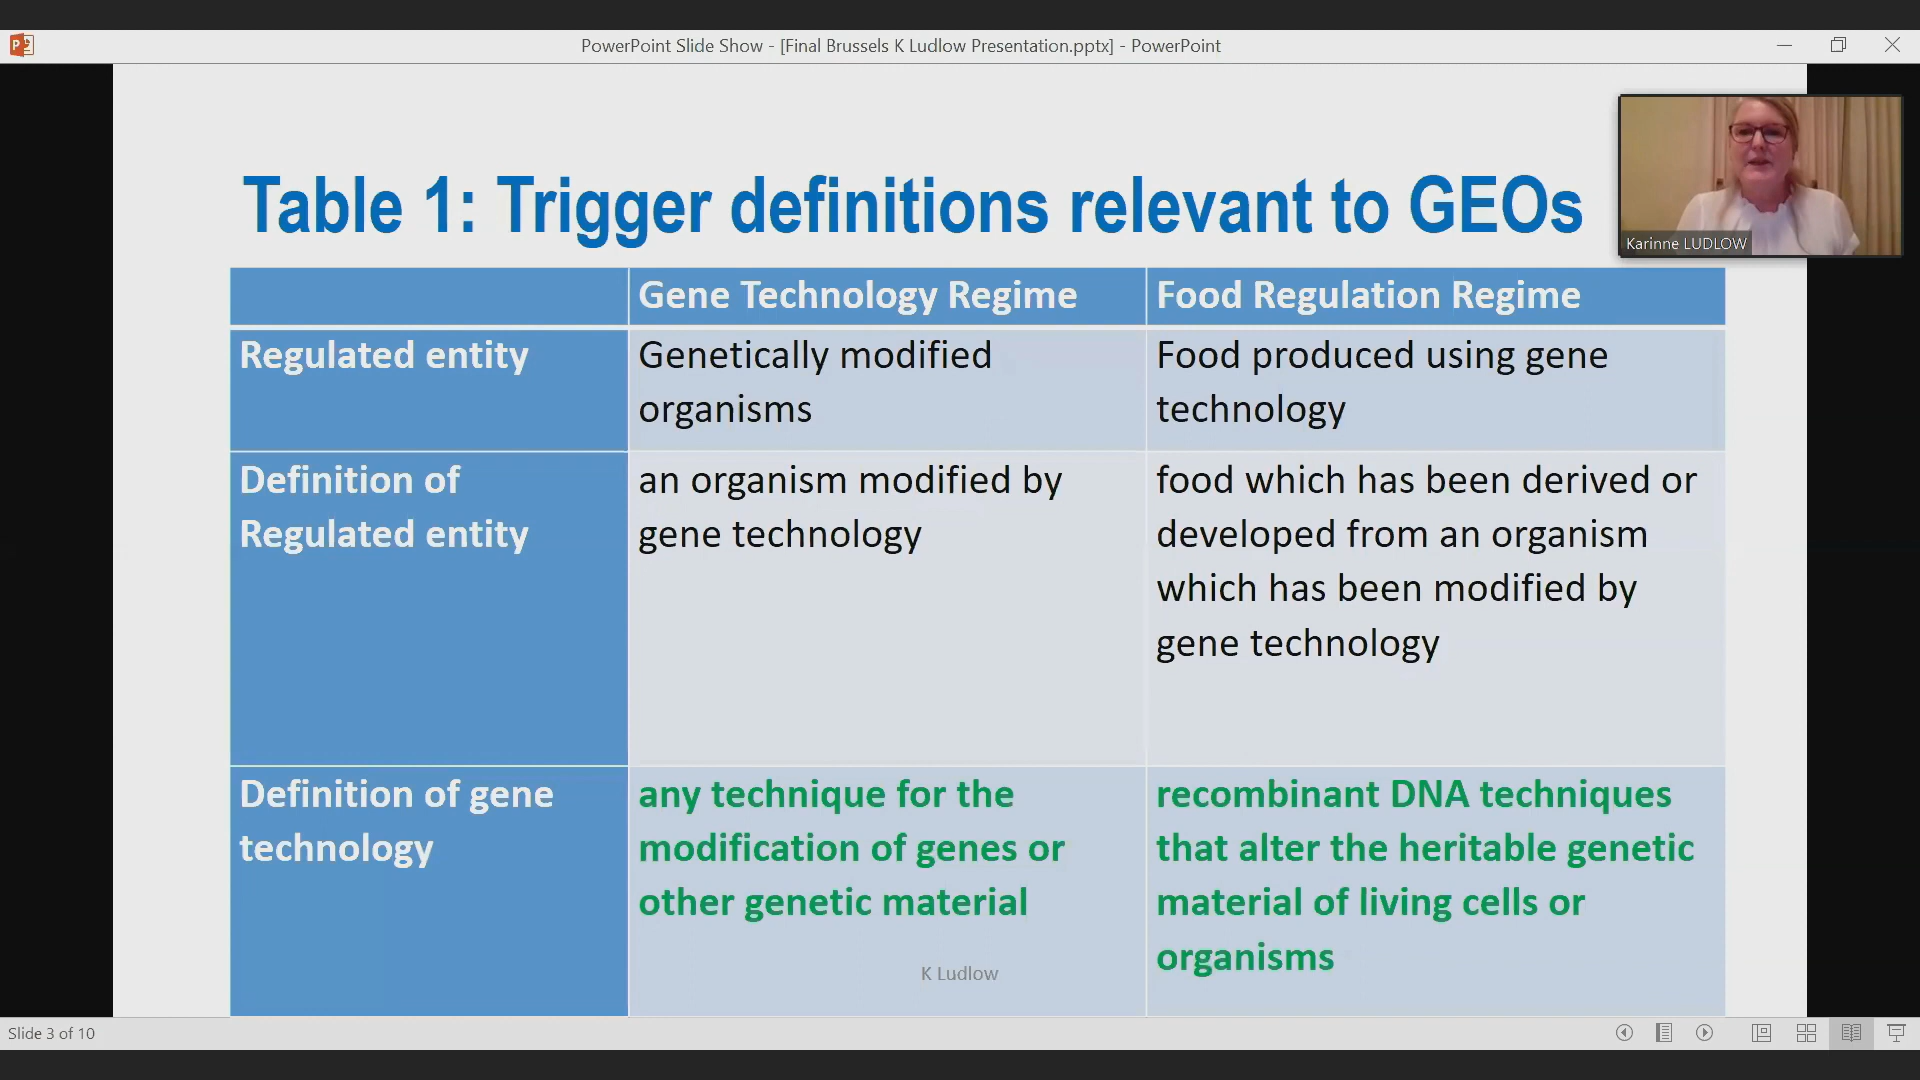 PowerPoint Slide Show - [Final Brussels K Ludlow Presentation.pptx] - PowerPoint
Karinne LUDLOW
Table 1: Trigger definitions relevant to GEOs
Gene Technology Regime
Food Regulation Regime
Regulated entity
Genetically modified
organisms
Food produced using gene
technology
Definition of
Regulated entity
an organism modified by
gene technology
food which has been derived or
developed from an organism
which has been modified by
gene technology
Definition of gene
technology
any technique for the
modification of genes or
other genetic material
recombinant DNA techniques
that alter the heritable genetic
material of living cells or
organisms
K Ludlow
Slide 3 of 10